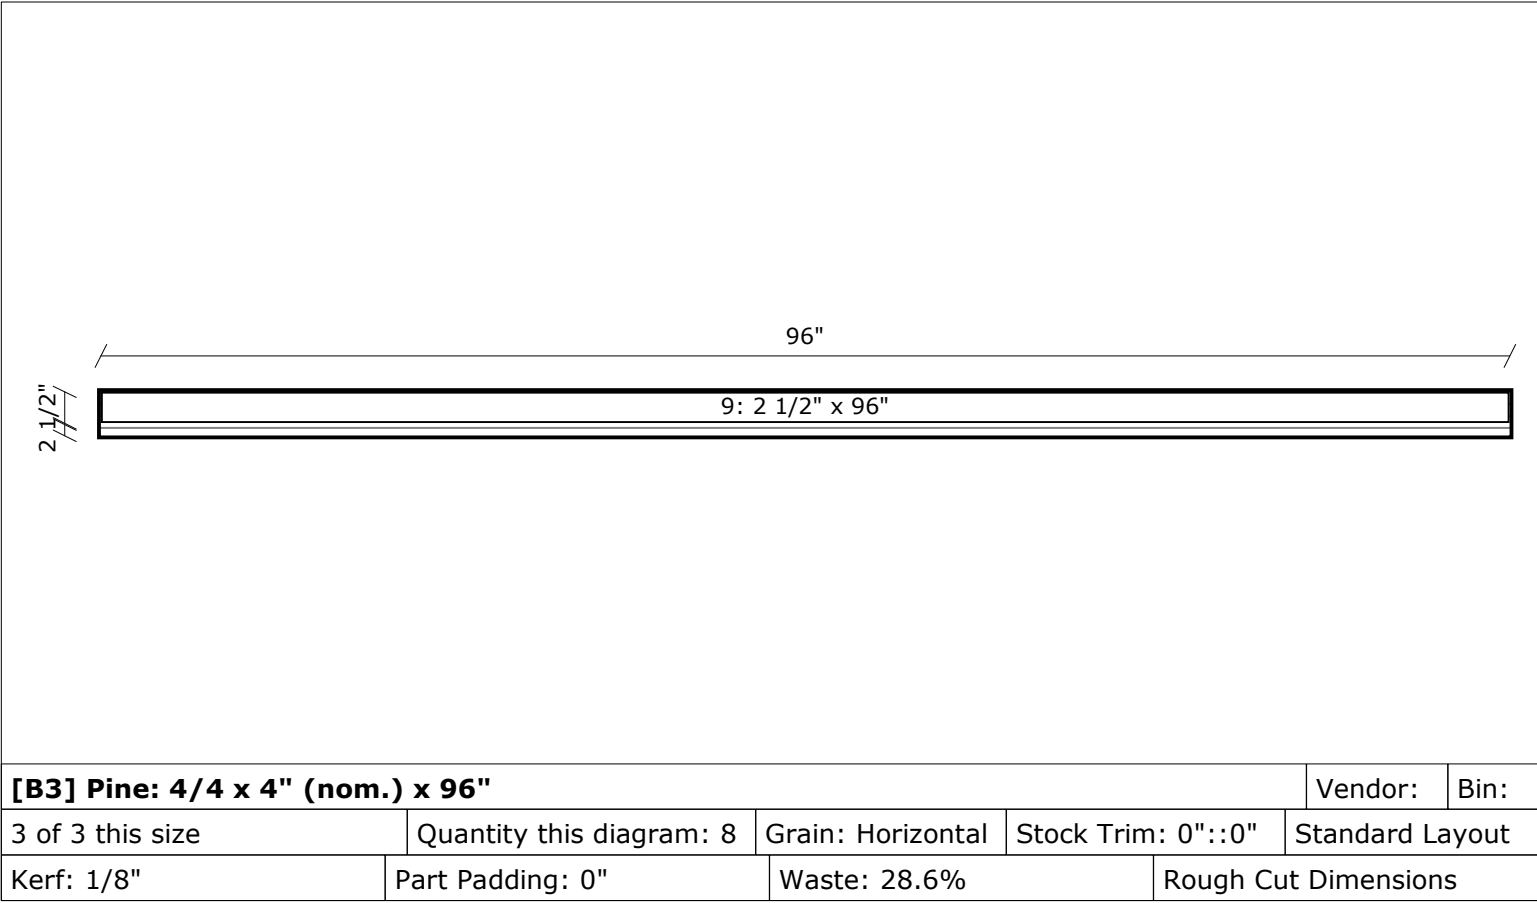 96"
2 1/2"
9: 2 1/2" x 96"
[B3] Pine: 4/4 x 4" (nom.) x 96" Vendor: Bin:
3 of 3 this size Quantity this diagram: 8 Grain: Horizontal Stock Trim: 0"::0" Standard Layout
Kerf: 1/8" Part Padding: 0" Waste: 28.6% Rough Cut Dimensions